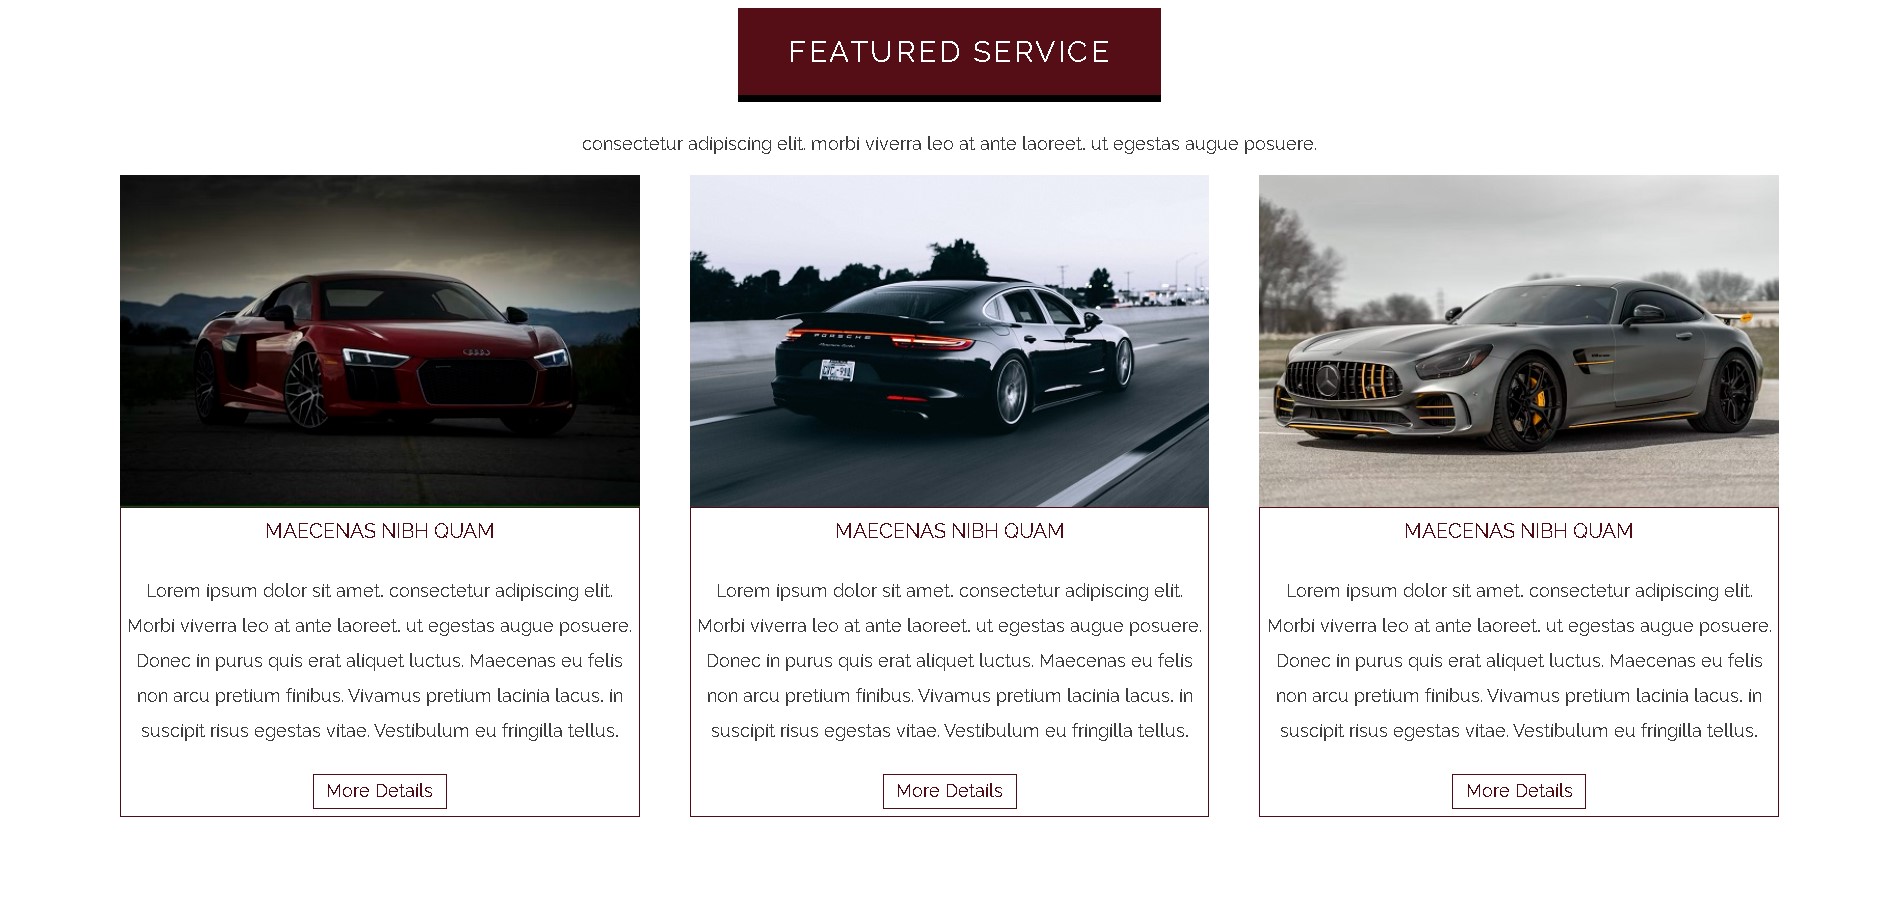 FEATURED SERVICE
consectetur adipiscing elit. morbi viverra leo at ante laoreet. ut egestas augue posuere.
PORSCHE
MAECENAS NIBH QUAM
Lorem ipsum dolor sit amet. consectetur adipiscing elit.
Morbi viverra leo at ante laoreet. ut egestas augue posuere.
Donec in purus quis erat aliquet luctus. Maecenas eu felis
non arcu pretium finibus. Vivamus pretium lacinia lacus. in
suscipit risus egestas vitae. Vestibulum eu fringilla tellus.
More Details
MAECENAS NIBH QUAM
Lorem ipsum dolor sit amet. consectetur adipiscing elit.
Morbi viverra leo at ante laoreet. ut egestas augue posuere.
Donec in purus quis erat aliquet luctus. Maecenas eu felis
non arcu pretium finibus. Vivamus pretium lacinia lacus. in
suscipit risus egestas vitae. Vestibulum eu fringilla tellus.
More Details
MAECENAS NIBH QUAM
Lorem ipsum dolor sit amet. consectetur adipiscing elit.
Morbi viverra leo at ante laoreet. ut egestas augue posuere.
Donec in purus quis erat aliquet luctus. Maecenas eu felis
non arcu pretium finibus. Vivamus pretium lacinia lacus. in
suscipit risus egestas vitae. Vestibulum eu fringilla tellus.
More Details